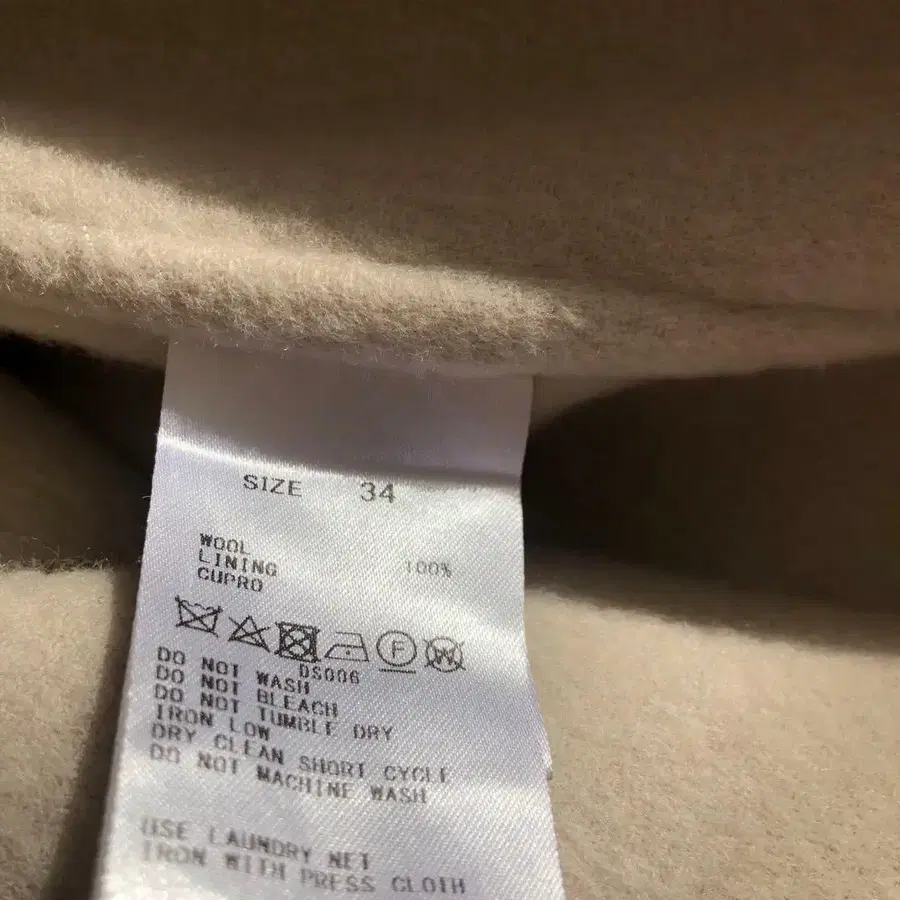 SIZE 34
WOOL 100%
LINING
CUPRO
F W
DS006
DO NOT WASH
DO NOT BLEACH
DO NOT TUMBLE DRY
IRON LOW
DRY CLEAN SHORT CYCLE
DO NOT MACHINE WASH
USE LAUNDRY NET
IRON WITH PRESS CLOTH